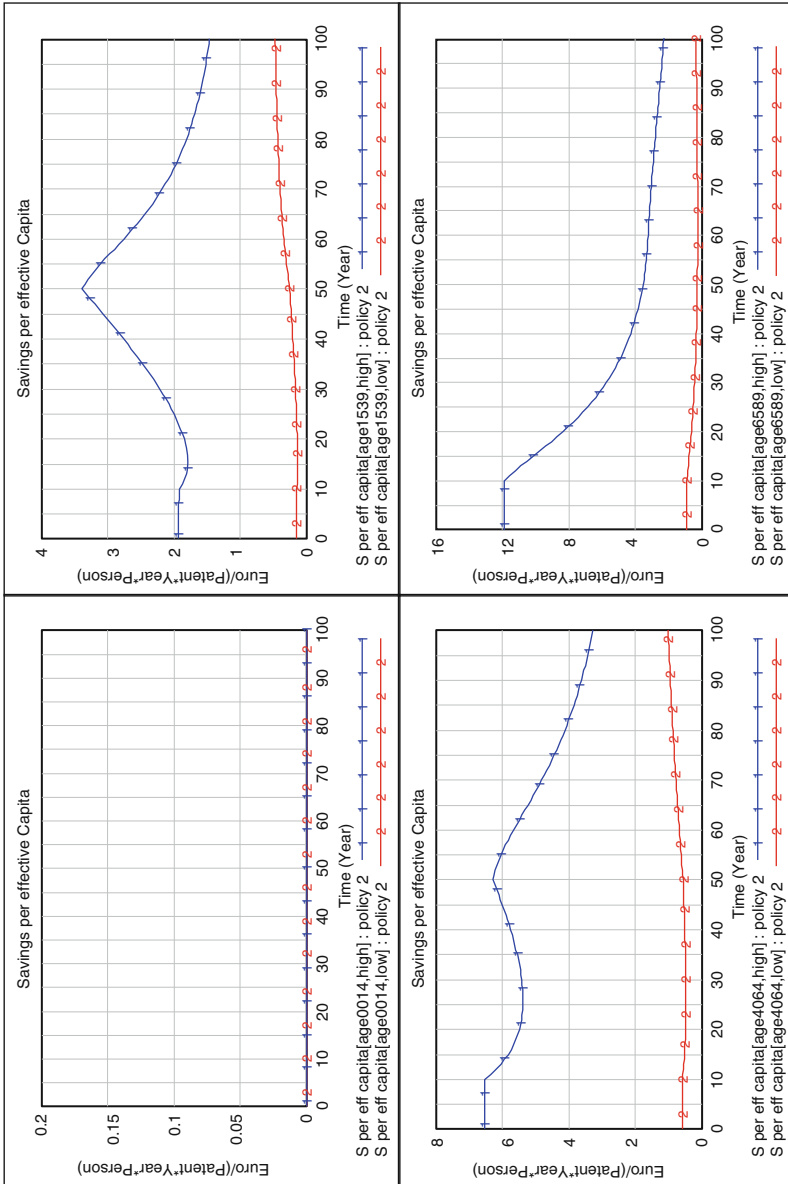 Savings per effective Capita
0.2
0.15
0.1
0.05
0
Euro/(Patent*Year*Person)
0 10 20 30 40 50 60 70 80 90 100
Time (Year)
S per eff capita[age0014,high] : policy 2
S per eff capita[age0014,low] : policy 2
Savings per effective Capita
4
3
2
1
0
Euro/(Patent*Year*Person)
0 10 20 30 40 50 60 70 80 90 100
Time (Year)
S per eff capita[age1539,high] : policy 2
S per eff capita[age1539,low] : policy 2
Savings per effective Capita
8
6
4
2
0
Euro/(Patent*Year*Person)
0 10 20 30 40 50 60 70 80 90 100
Time (Year)
S per eff capita[age4064,high] : policy 2
S per eff capita[age4064,low] : policy 2
Savings per effective Capita
16
12
8
4
0
Euro/(Patent*Year*Person)
0 10 20 30 40 50 60 70 80 90 100
Time (Year)
S per eff capita[age6589,high] : policy 2
S per eff capita[age6589,low] : policy 2